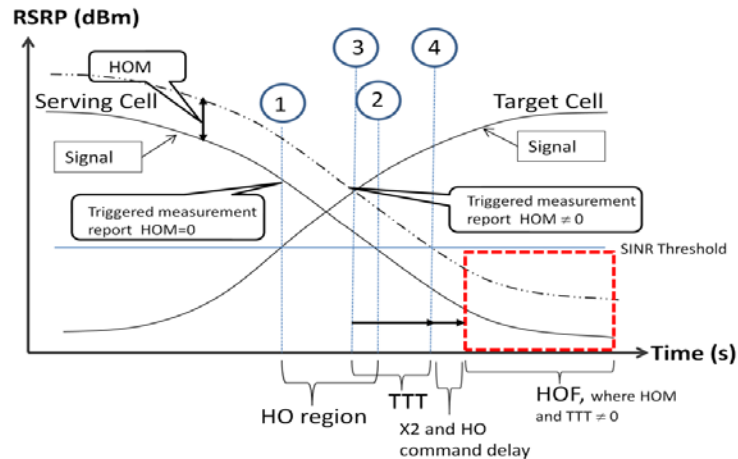 RSRP (dBm)
HOM
3
4
1
2
Serving Cell
Target Cell
Signal
Signal
Triggered measurement
report HOM=0
Triggered measurement
report HOM ≠ 0
SINR Threshold
Time (s)
HO region
TTT
X2 and HO
command delay
HOF, where HOM
and TTT ≠ 0